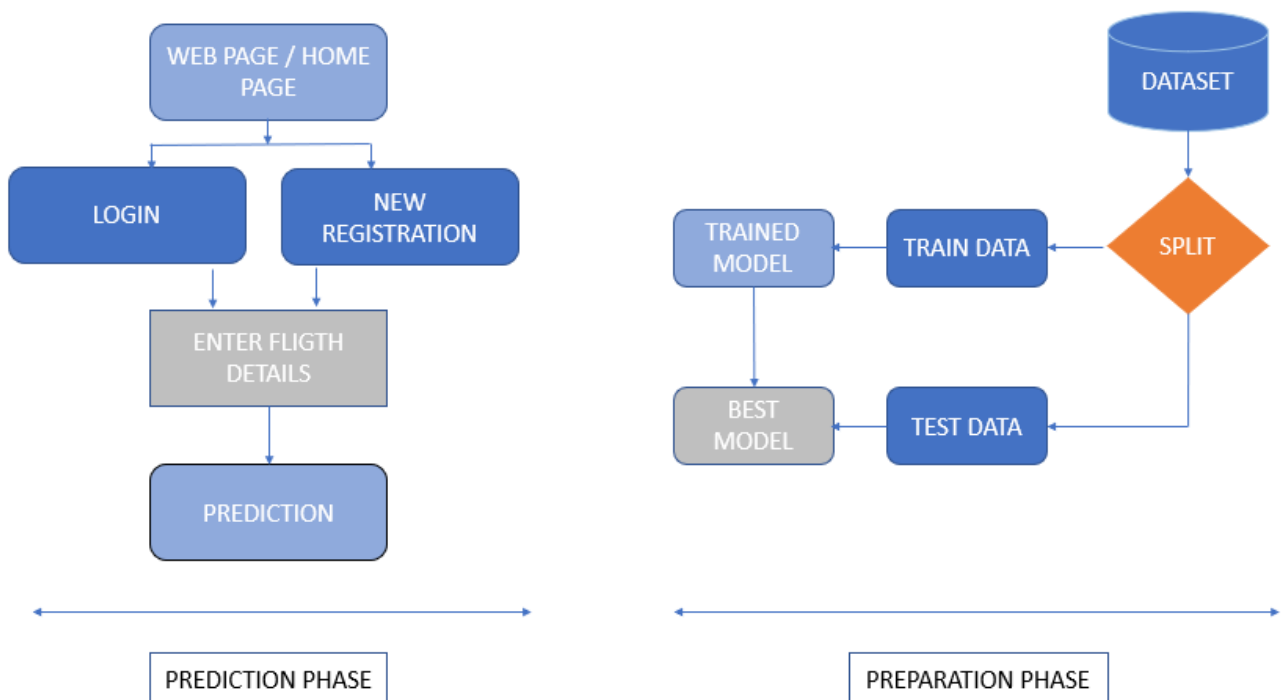 WEB PAGE / HOME
PAGE
LOGIN
NEW
REGISTRATION
ENTER FLIGTH
DETAILS
PREDICTION
PREDICTION PHASE
DATASET
SPLIT
TRAIN DATA
TRAINED
MODEL
TEST DATA
BEST
MODEL
PREPARATION PHASE